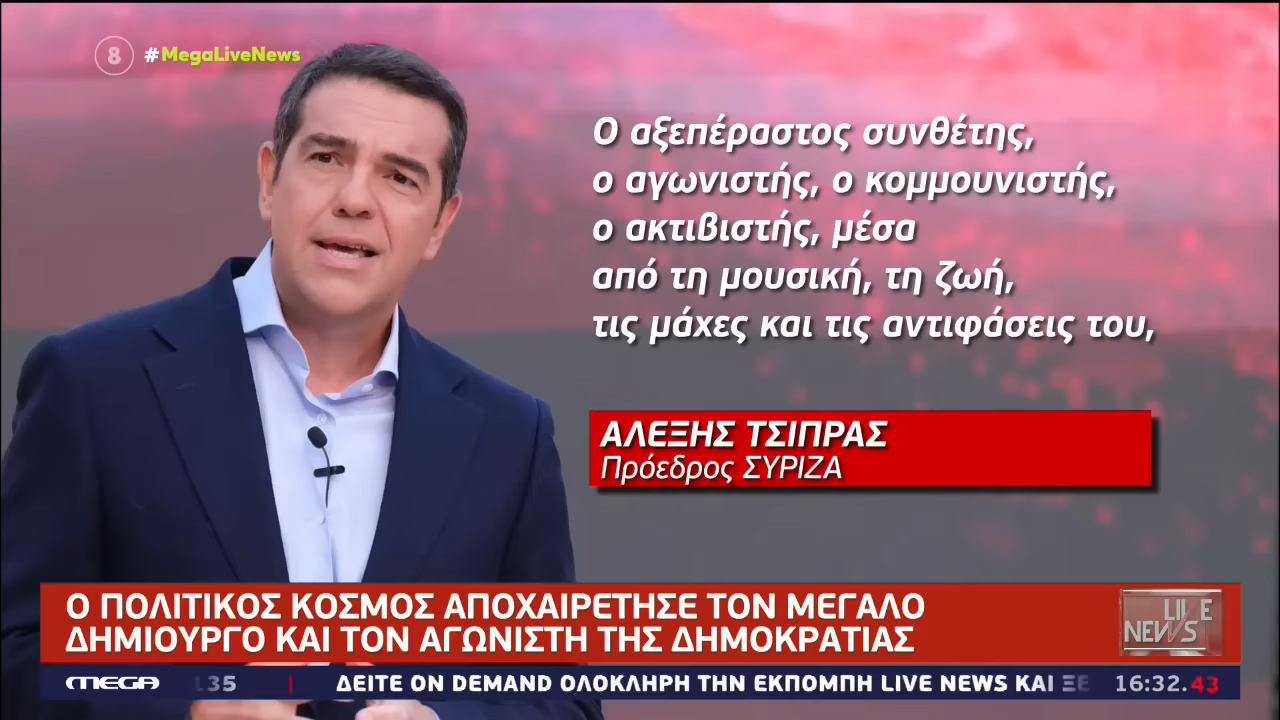 8 #MegaLiveNews
Ο αξεπέραστος συνθέτης,
ο αγωνιστής, ο κομμουνιστής,
ο ακτιβιστής, μέσα
από τη μουσική, τη ζωή,
τις μάχες και τις αντιφάσεις του,
ΑΛΕΞΗΣ ΤΣΙΠΡΑΣ
Πρόεδρος ΣΥΡΙΖΑ
Ο ΠΟΛΙΤΙΚΟΣ ΚΟΣΜΟΣ ΑΠΟΧΑΙΡΕΤΗΣΕ ΤΟΝ ΜΕΓΑΛΟ
ΔΗΜΙΟΥΡΓΟ ΚΑΙ ΤΟΝ ΑΓΩΝΙΣΤΗ ΤΗΣ ΔΗΜΟΚΡΑΤΙΑΣ
LIVE
NEWS
MEGA 135 | ΔΕΙΤΕ ON DEMAND ΟΛΟΚΛΗΡΗ ΤΗΝ ΕΚΠΟΜΠΗ LIVE NEWS ΚΑΙ 16:32.43